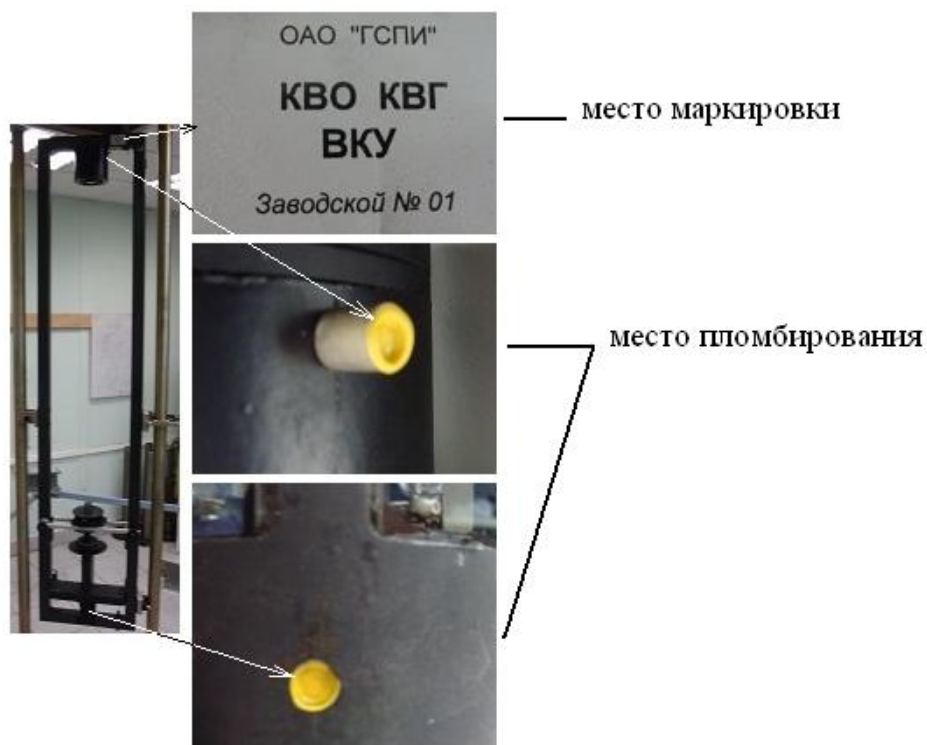 ОАО "ГСПИ"
КВО КВГ
ВКУ
Заводской № 01
место маркировки
место пломбирования